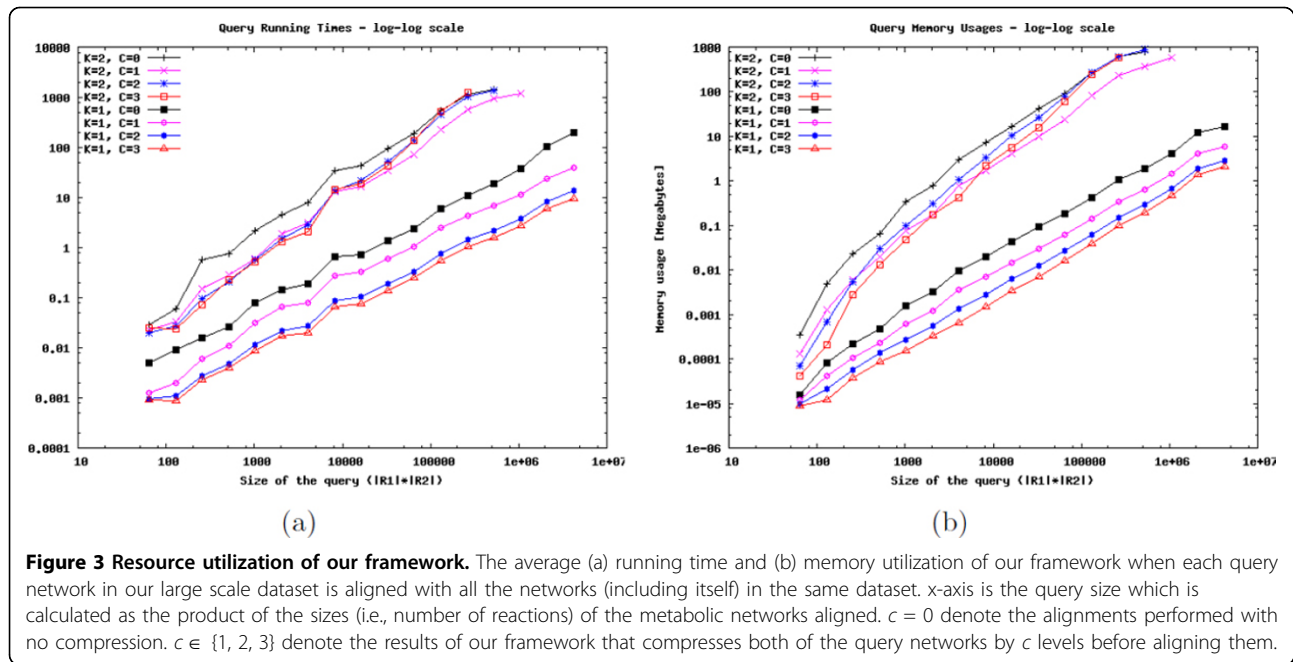 Query Running Times - log-log scale
10000
1000
100
10
1
0.1
0.01
0.001
0.0001
K=2, C=0
K=2, C=1
K=2, C=2
K=2, C=3
K=1, C=0
K=1, C=1
K=1, C=2
K=1, C=3
10 100 1000 10000 100000 1e+06 1e+07
Size of the query (|R1|*|R2|)
(a)
Query Memory Usages - log-log scale
Memory usage [Megabytes]
1000
100
10
1
0.1
0.01
0.001
0.0001
1e-05
1e-06
K=2, C=0
K=2, C=1
K=2, C=2
K=2, C=3
K=1, C=0
K=1, C=1
K=1, C=2
K=1, C=3
10 100 1000 10000 100000 1e+06 1e+07
Size of the query (|R1|*|R2|)
(b)
Figure 3 Resource utilization of our framework. The average (a) running time and (b) memory utilization of our framework when each query
network in our large scale dataset is aligned with all the networks (including itself) in the same dataset. x-axis is the query size which is
calculated as the product of the sizes (i.e., number of reactions) of the metabolic networks aligned. c = 0 denote the alignments performed with
no compression. c ∈ {1, 2, 3} denote the results of our framework that compresses both of the query networks by c levels before aligning them.